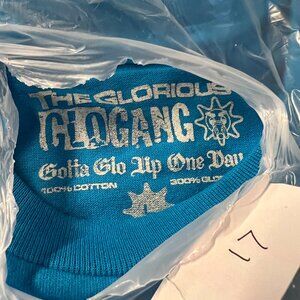 THE GLORIOUS
GLOGANG
Gotta Glo Up One Day
100% COTTON 300% GLO
L
17